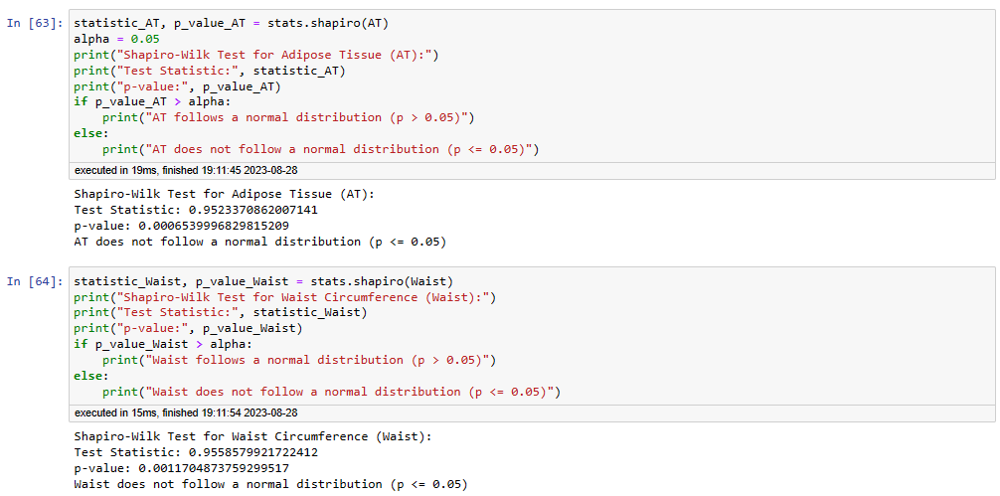 In [63]: statistic_AT, p_value_AT = stats.shapiro(AT)
alpha = 0.05
print("Shapiro-Wilk Test for Adipose Tissue (AT):")
print("Test Statistic:", statistic_AT)
print("p-value:", p_value_AT)
if p_value_AT > alpha:
    print("AT follows a normal distribution (p > 0.05)")
else:
    print("AT does not follow a normal distribution (p <= 0.05)")
executed in 19ms, finished 19:11:45 2023-08-28
Shapiro-Wilk Test for Adipose Tissue (AT):
Test Statistic: 0.9523370862007141
p-value: 0.0006539996829815209
AT does not follow a normal distribution (p <= 0.05)
In [64]: statistic_Waist, p_value_Waist = stats.shapiro(Waist)
print("Shapiro-Wilk Test for Waist Circumference (Waist):")
print("Test Statistic:", statistic_Waist)
print("p-value:", p_value_Waist)
if p_value_Waist > alpha:
    print("Waist follows a normal distribution (p > 0.05)")
else:
    print("Waist does not follow a normal distribution (p <= 0.05)")
executed in 15ms, finished 19:11:54 2023-08-28
Shapiro-Wilk Test for Waist Circumference (Waist):
Test Statistic: 0.9558579921722412
p-value: 0.0011704873759299517
Waist does not follow a normal distribution (p <= 0.05)